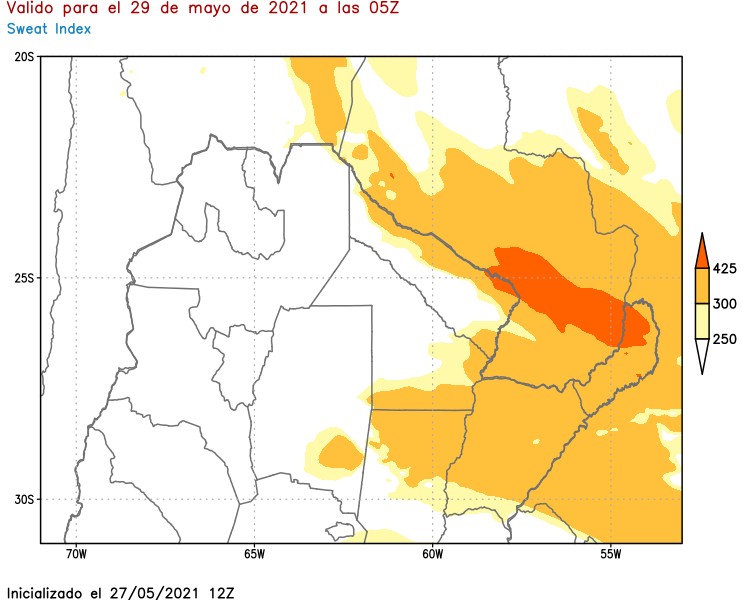 Valido para el 29 de mayo de 2021 a las 05Z
Sweat Index
20S
25S
30S
70W
65W
60W
55W
425
300
250
Inicializado el 27/05/2021 12Z